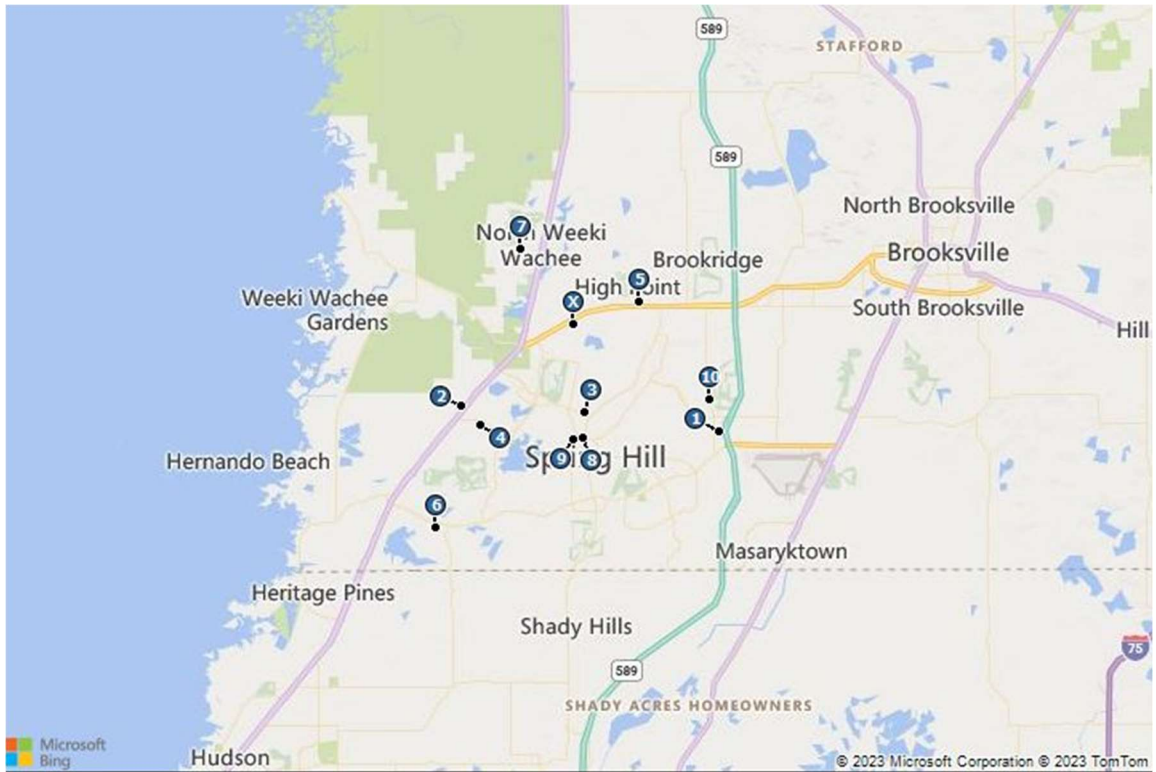 589
STAFFORD
589
North Brooksville
7
North Weeki
Wachee
Brookridge
Brooksville
5
High Point
X
Weeki Wachee
Gardens
South Brooksville
Hill
10
3
2
1
4
Spring Hill
9
8
Hernando Beach
6
Masaryktown
Heritage Pines
Shady Hills
75
589
SHADY ACRES HOMEOWNERS
Microsoft
Bing
Hudson
© 2023 Microsoft Corporation © 2023 TomTom